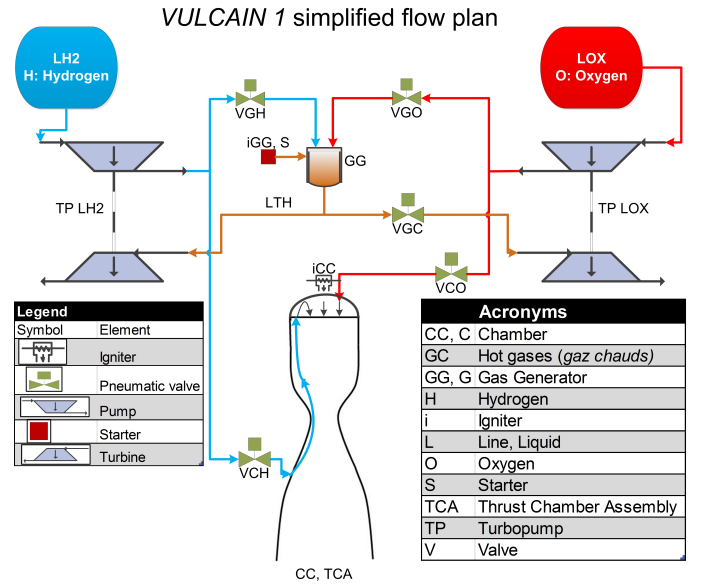 VULCAIN 1 simplified flow plan
LH2
H: Hydrogen
LOX
O: Oxygen
VGH
VGO
iGG, S
GG
TP LH2
LTH
VGC
TP LOX
iCC
VCO
VCH
CC, TCA
Legend
Symbol Element
Igniter
Pneumatic valve
Pump
Starter
Turbine
Acronyms
CC, C Chamber
GC Hot gases (gaz chauds)
GG, G Gas Generator
H Hydrogen
i Igniter
L Line, Liquid
O Oxygen
S Starter
TCA Thrust Chamber Assembly
TP Turbopump
V Valve